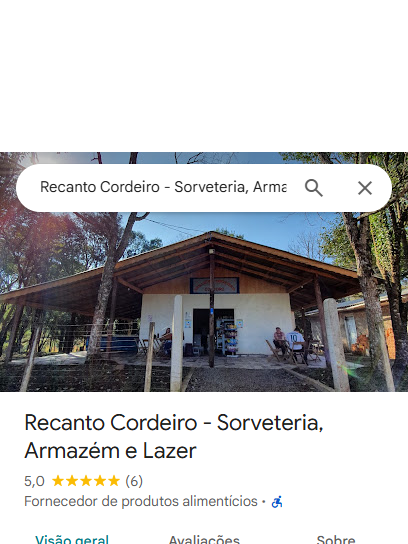 Recanto Cordeiro - Sorveteria, Arma
Recanto Cordeiro - Sorveteria,
Armazém e Lazer
5,0 (6)
Fornecedor de produtos alimentícios ·
Visão geral Avaliações Sobre